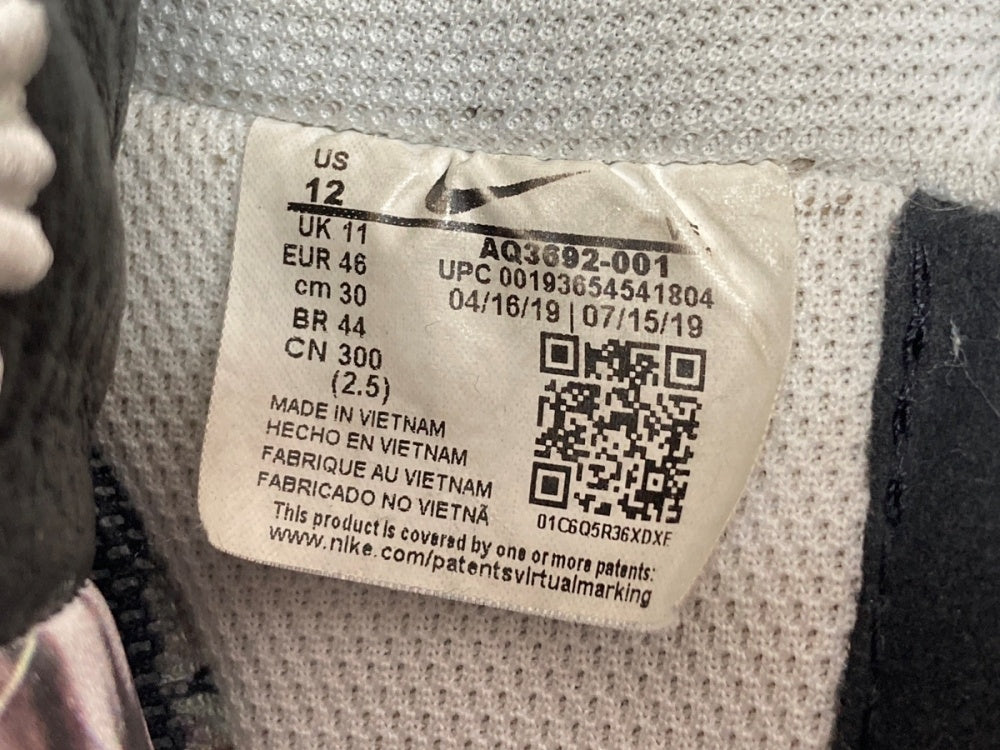 US
12
UK 11
EUR 46
cm 30
BR 44
CN 300
(2.5)
AQ3692-001
UPC 00193654541804
04/16/19 | 07/15/19
01C6Q5R36XDXF
MADE IN VIETNAM
HECHO EN VIETNAM
FABRIQUE AU VIETNAM
FABRICADO NO VIETNÃ
This product is covered by one or more patents:
www.nike.com/patentsvirtualmarking